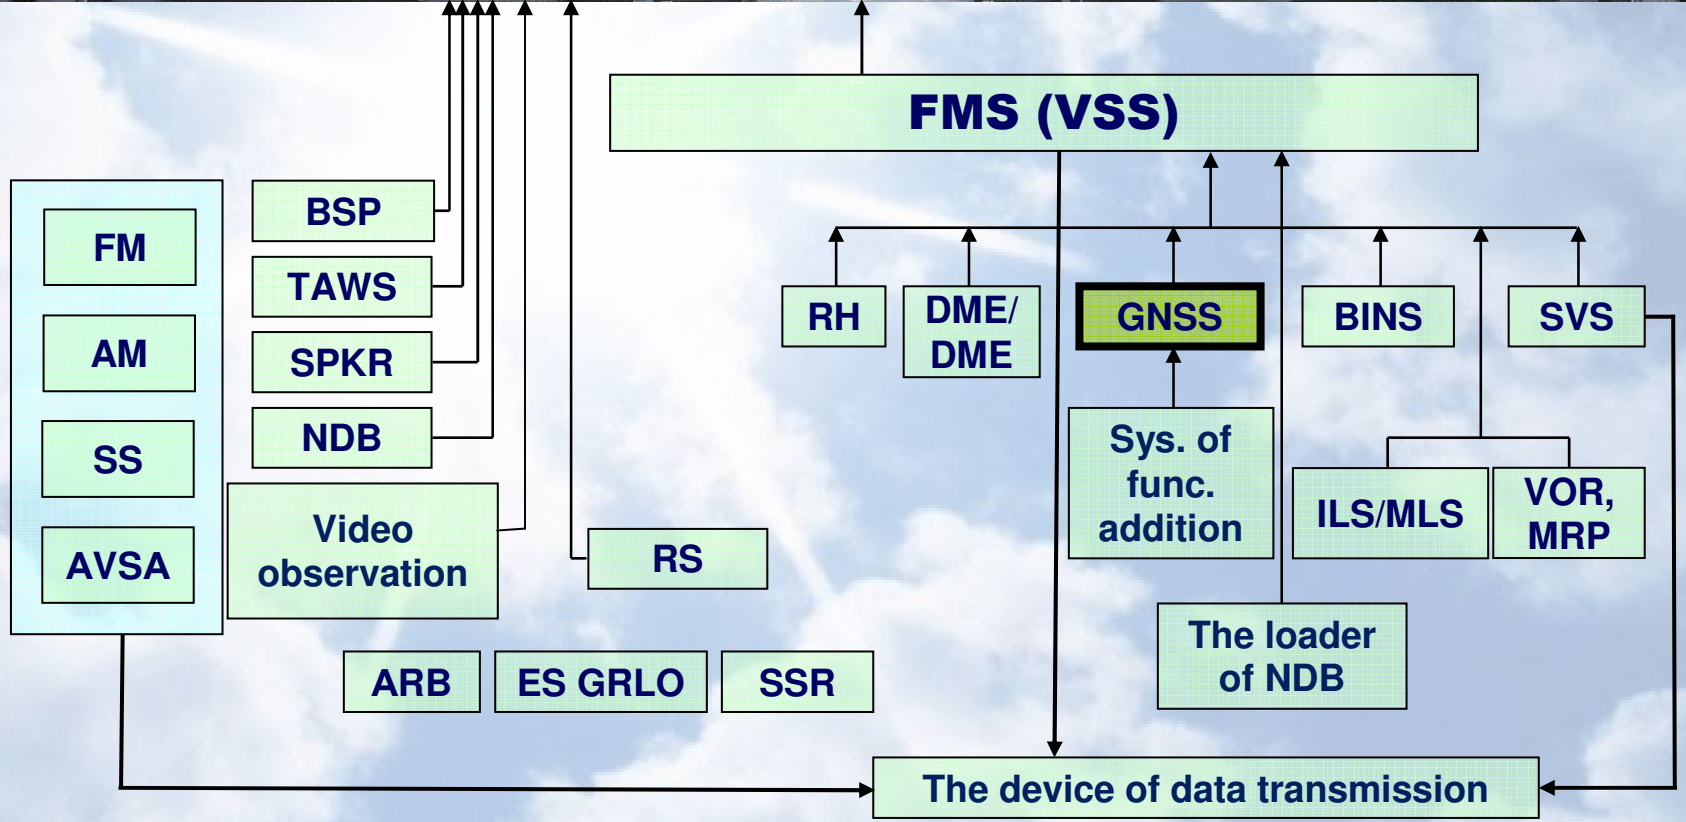 FMS (VSS)
FM
AM
SS
AVSA
BSP
TAWS
SPKR
NDB
Video
observation
RS
RH
DME/
DME
GNSS
BINS
SVS
Sys. of
func.
addition
ILS/MLS
VOR,
MRP
The loader
of NDB
ARB
ES GRLO
SSR
The device of data transmission